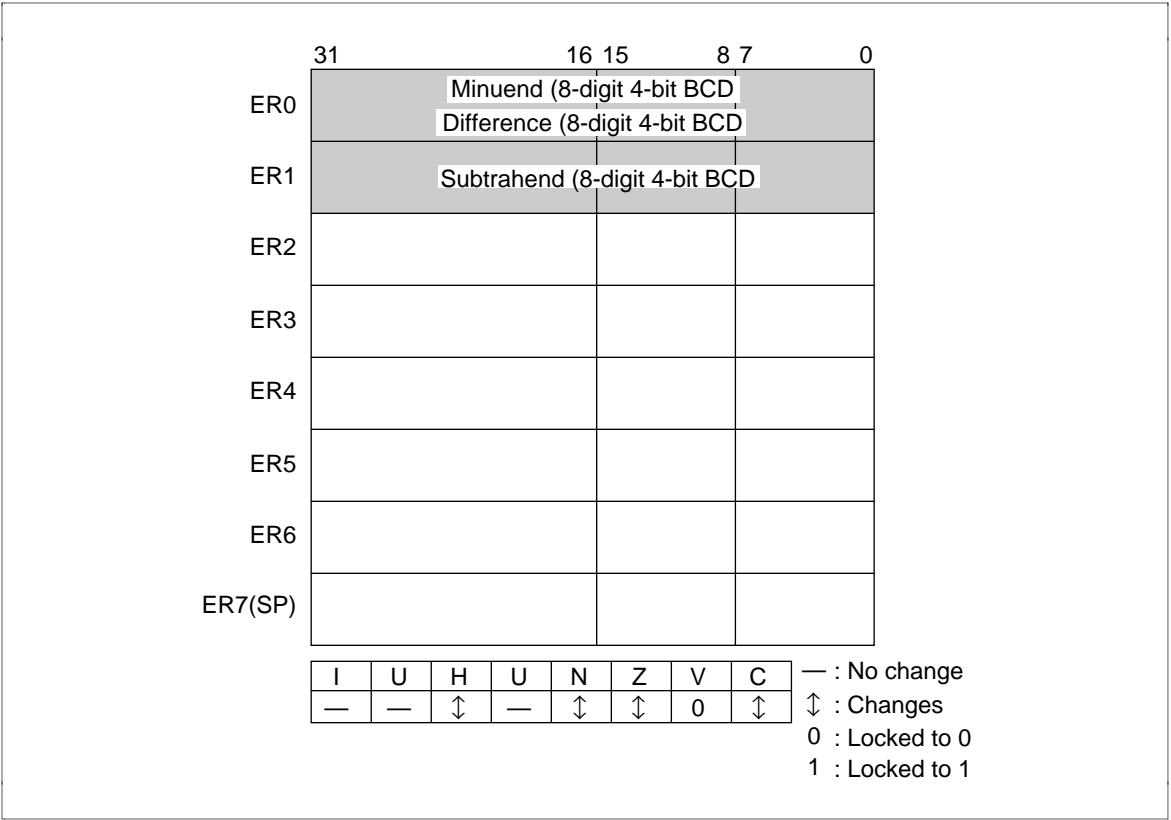 31 16 15 8 7 0
ER0 Minuend (8-digit 4-bit BCD
Difference (8-digit 4-bit BCD
ER1 Subtrahend (8-digit 4-bit BCD
ER2
ER3
ER4
ER5
ER6
ER7(SP)
I U H U N Z V C — : No change
— — ↕ — ↕ ↕ 0 ↕ ↕ : Changes
0 : Locked to 0
1 : Locked to 1